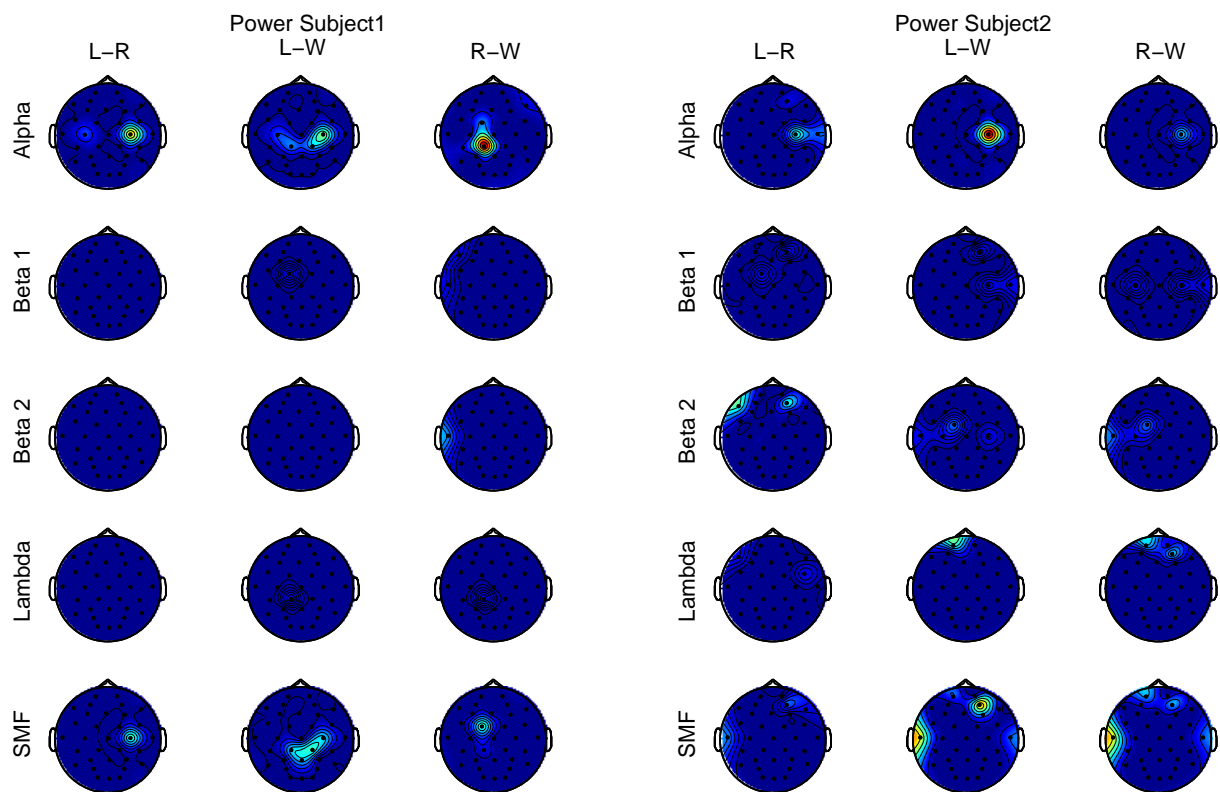 Power Subject1
L−R
L−W
R−W
Alpha
Beta 1
Beta 2
Lambda
SMF
Power Subject2
L−R
L−W
R−W
Alpha
Beta 1
Beta 2
Lambda
SMF